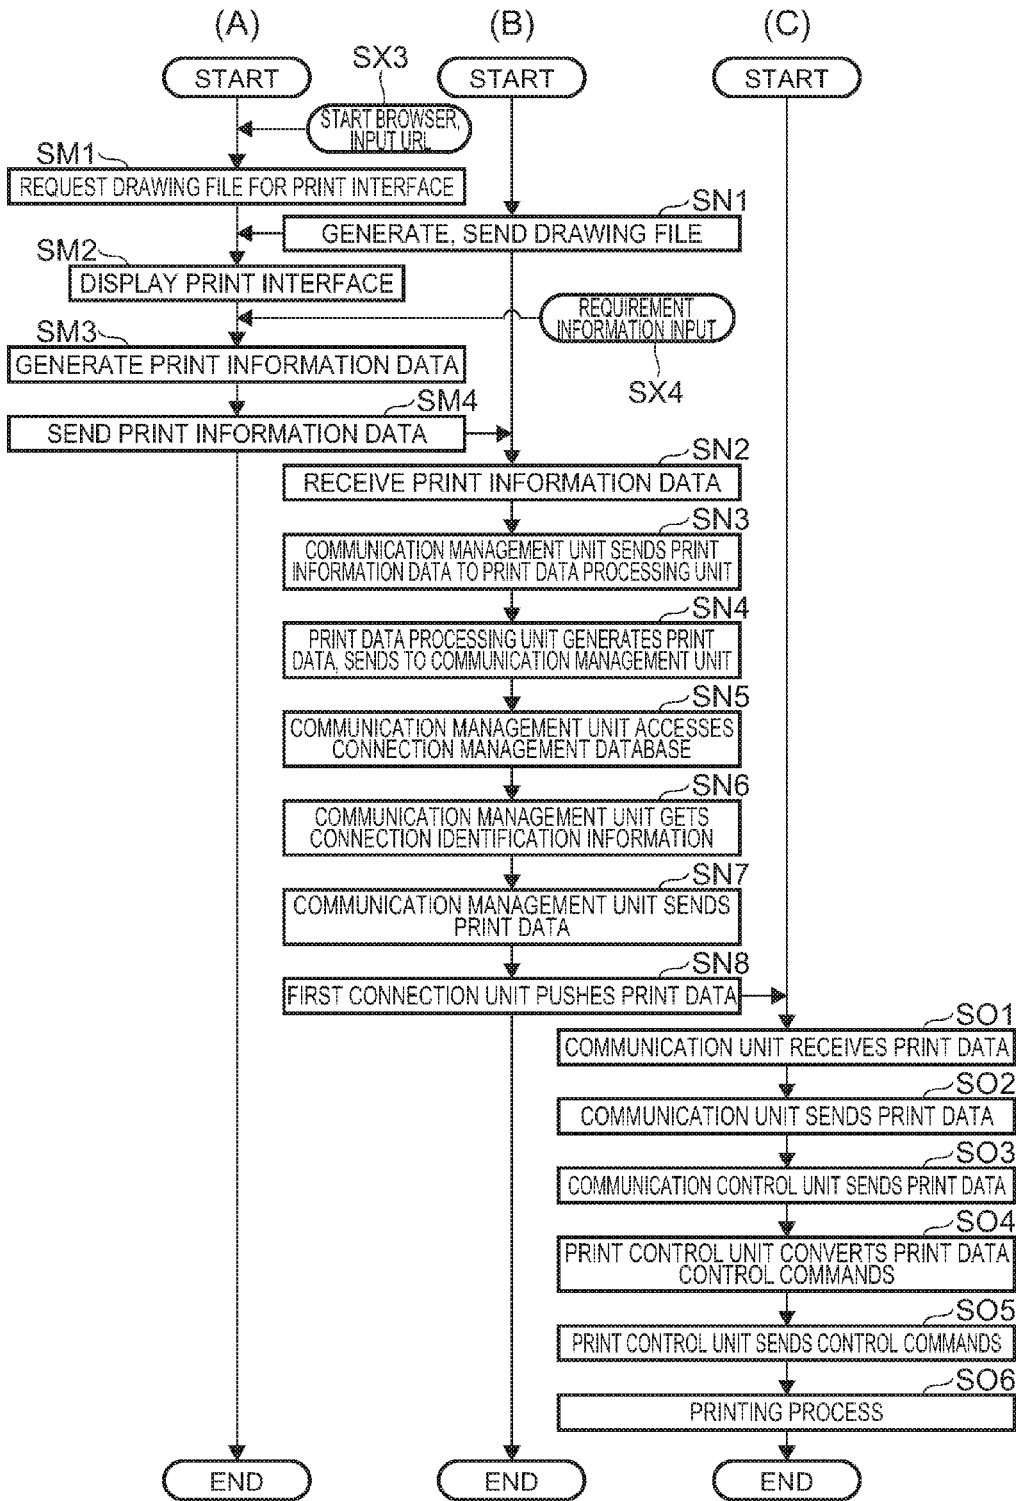 (A)
(B)
(C)
START
START
START
SX3
START BROWSER,
INPUT URL
SM1
REQUEST DRAWING FILE FOR PRINT INTERFACE
SN1
GENERATE, SEND DRAWING FILE
SM2
DISPLAY PRINT INTERFACE
REQUIREMENT
INFORMATION INPUT
SX4
SM3
GENERATE PRINT INFORMATION DATA
SM4
SEND PRINT INFORMATION DATA
SN2
RECEIVE PRINT INFORMATION DATA
SN3
COMMUNICATION MANAGEMENT UNIT SENDS PRINT
INFORMATION DATA TO PRINT DATA PROCESSING UNIT
SN4
PRINT DATA PROCESSING UNIT GENERATES PRINT
DATA, SENDS TO COMMUNICATION MANAGEMENT UNIT
SN5
COMMUNICATION MANAGEMENT UNIT ACCESSES
CONNECTION MANAGEMENT DATABASE
SN6
COMMUNICATION MANAGEMENT UNIT GETS
CONNECTION IDENTIFICATION INFORMATION
SN7
COMMUNICATION MANAGEMENT UNIT SENDS
PRINT DATA
SN8
FIRST CONNECTION UNIT PUSHES PRINT DATA
SO1
COMMUNICATION UNIT RECEIVES PRINT DATA
SO2
COMMUNICATION UNIT SENDS PRINT DATA
SO3
COMMUNICATION CONTROL UNIT SENDS PRINT DATA
SO4
PRINT CONTROL UNIT CONVERTS PRINT DATA
CONTROL COMMANDS
SO5
PRINT CONTROL UNIT SENDS CONTROL COMMANDS
SO6
PRINTING PROCESS
END
END
END